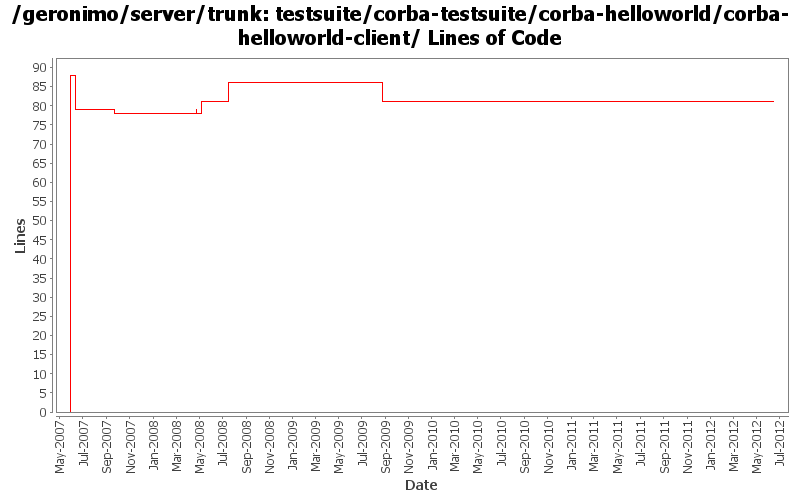 /geronimo/server/trunk: testsuite/corba-testsuite/corba-helloworld/corba-
helloworld-client/ Lines of Code
90
85
80
75
70
65
60
55
50
45
40
35
30
25
20
15
10
5
0
Lines
May-2007
Jul-2007
Sep-2007
Nov-2007
Jan-2008
Mar-2008
May-2008
Jul-2008
Sep-2008
Nov-2008
Jan-2009
Mar-2009
May-2009
Jul-2009
Sep-2009
Nov-2009
Jan-2010
Mar-2010
May-2010
Jul-2010
Sep-2010
Nov-2010
Jan-2011
Mar-2011
May-2011
Jul-2011
Sep-2011
Nov-2011
Jan-2012
Mar-2012
May-2012
Jul-2012
Date